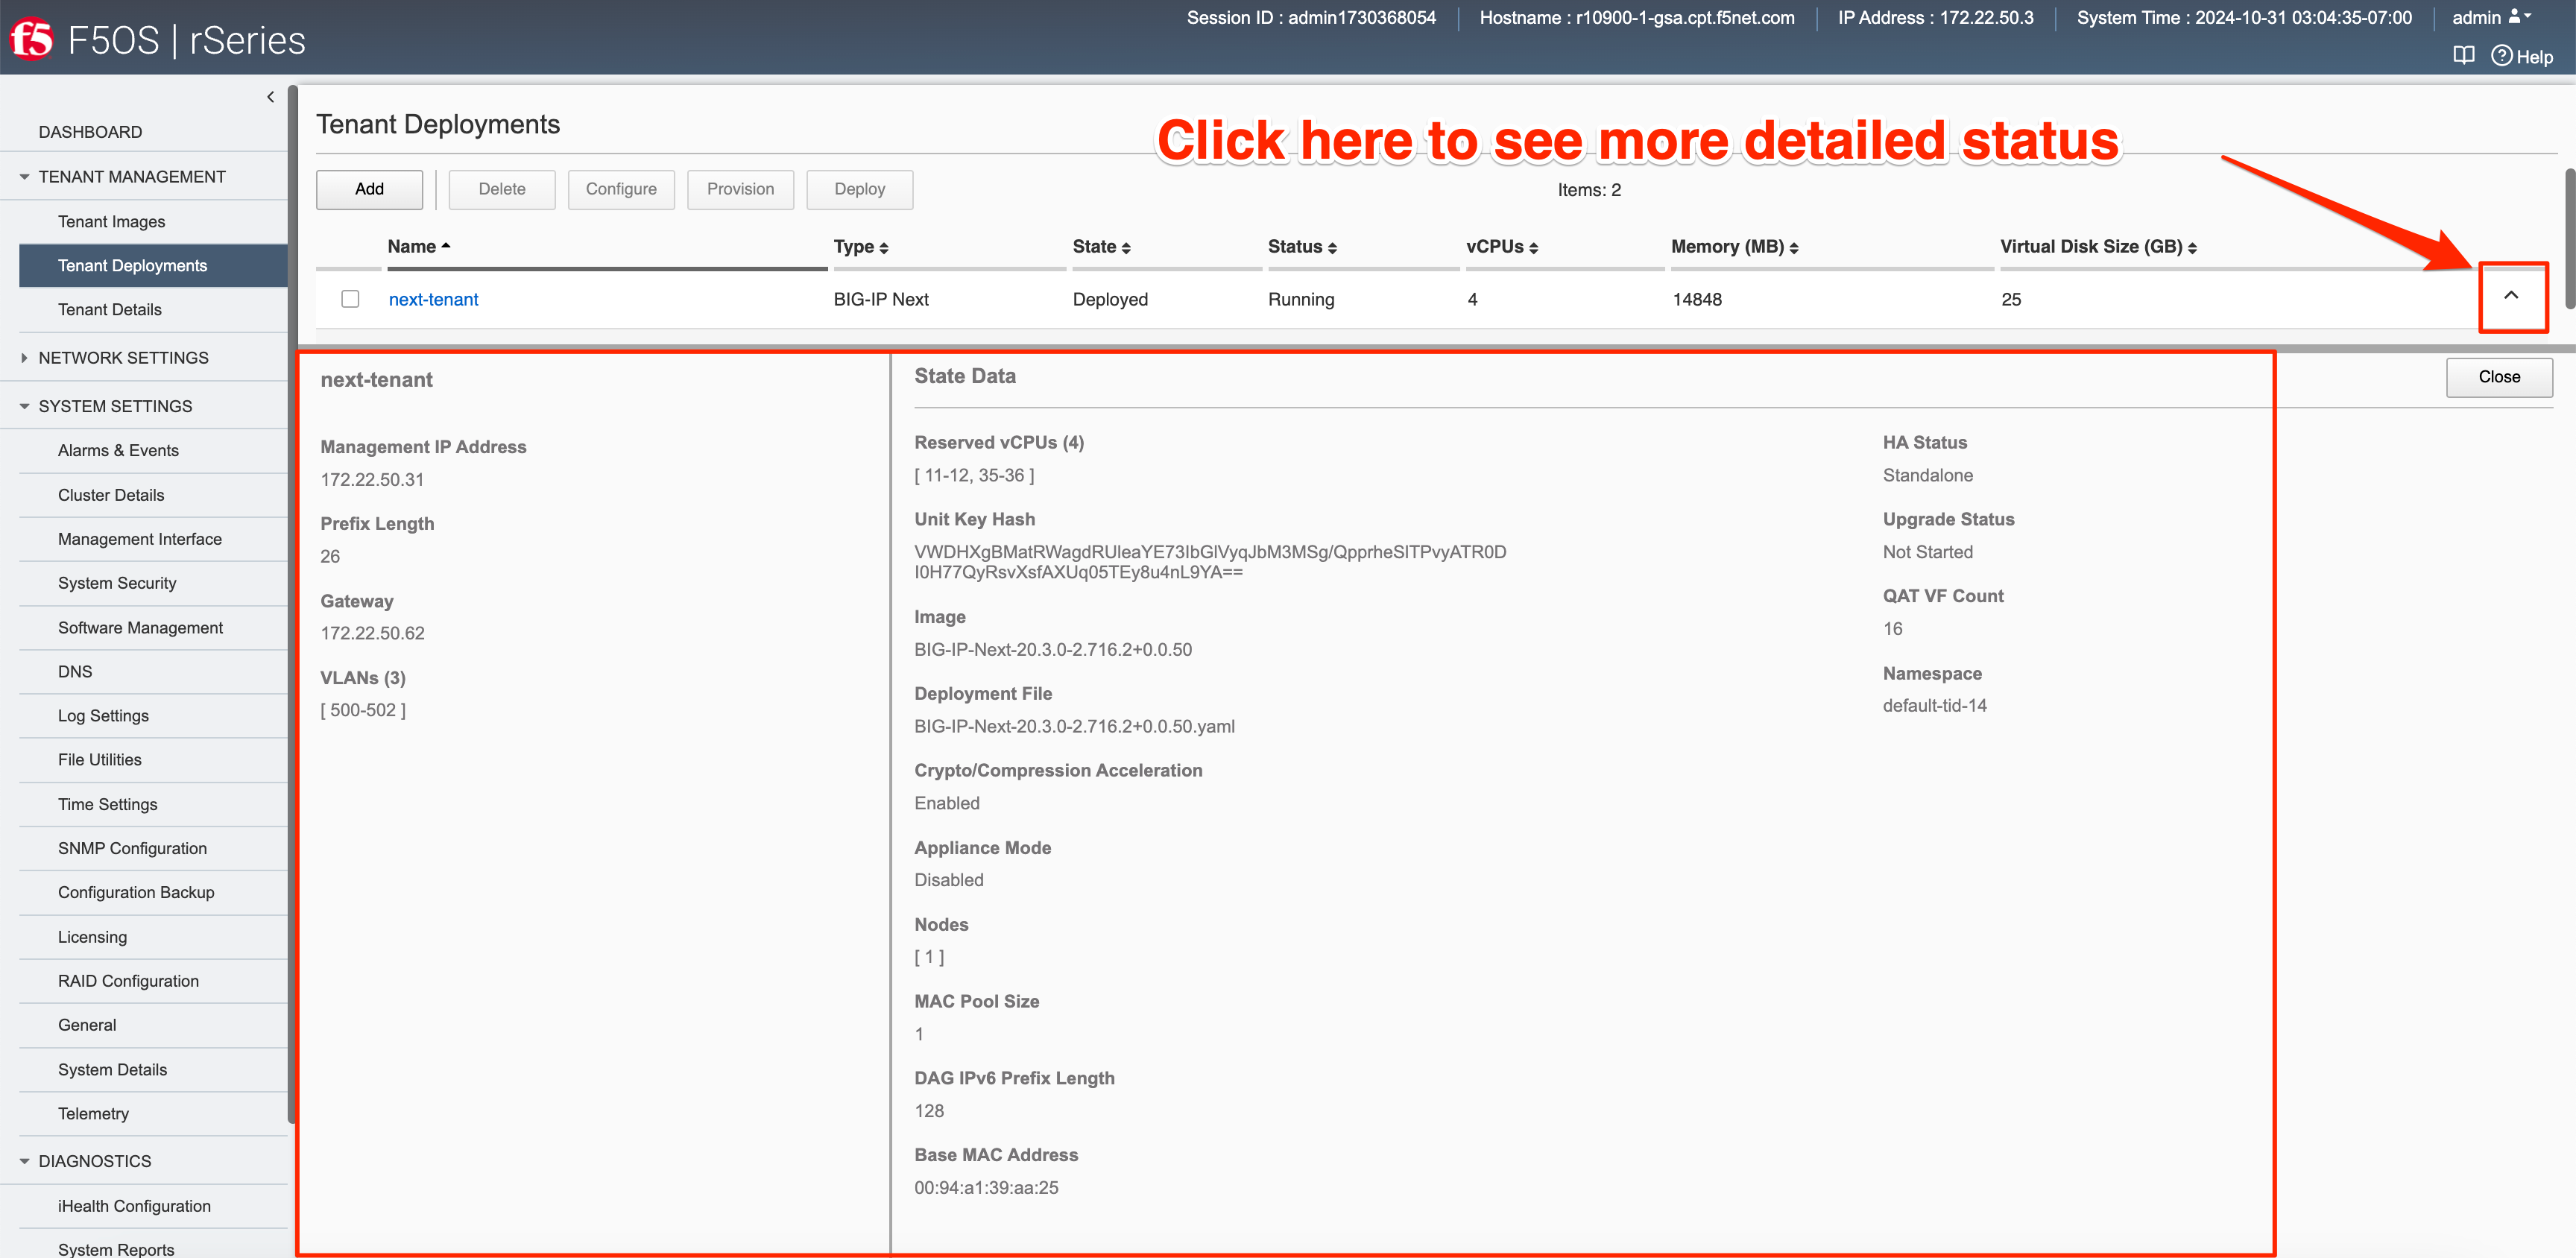 f5 F5OS | rSeries
Session ID : admin1730368054 Hostname : r10900-1-gsa.cpt.f5net.com IP Address : 172.22.50.3 System Time : 2024-10-31 03:04:35-07:00 admin
Help
DASHBOARD
TENANT MANAGEMENT
Tenant Images
Tenant Deployments
Tenant Details
NETWORK SETTINGS
SYSTEM SETTINGS
Alarms & Events
Cluster Details
Management Interface
System Security
Software Management
DNS
Log Settings
File Utilities
Time Settings
SNMP Configuration
Configuration Backup
Licensing
RAID Configuration
General
System Details
Telemetry
DIAGNOSTICS
iHealth Configuration
System Reports
Tenant Deployments
Click here to see more detailed status
Add Delete Configure Provision Deploy Items: 2
Name Type State Status vCPUs Memory (MB) Virtual Disk Size (GB)
next-tenant BIG-IP Next Deployed Running 4 14848 25
next-tenant
Management IP Address
172.22.50.31
Prefix Length
26
Gateway
172.22.50.62
VLANs (3)
[ 500-502 ]
State Data
Close
Reserved vCPUs (4)
[ 11-12, 35-36 ]
Unit Key Hash
Image
BIG-IP-Next-20.3.0-2.716.2+0.0.50
Deployment File
BIG-IP-Next-20.3.0-2.716.2+0.0.50.yaml
Crypto/Compression Acceleration
Enabled
Appliance Mode
Disabled
Nodes
[ 1 ]
MAC Pool Size
1
DAG IPv6 Prefix Length
128
Base MAC Address
00:94:a1:39:aa:25
HA Status
Standalone
Upgrade Status
Not Started
QAT VF Count
16
Namespace
default-tid-14